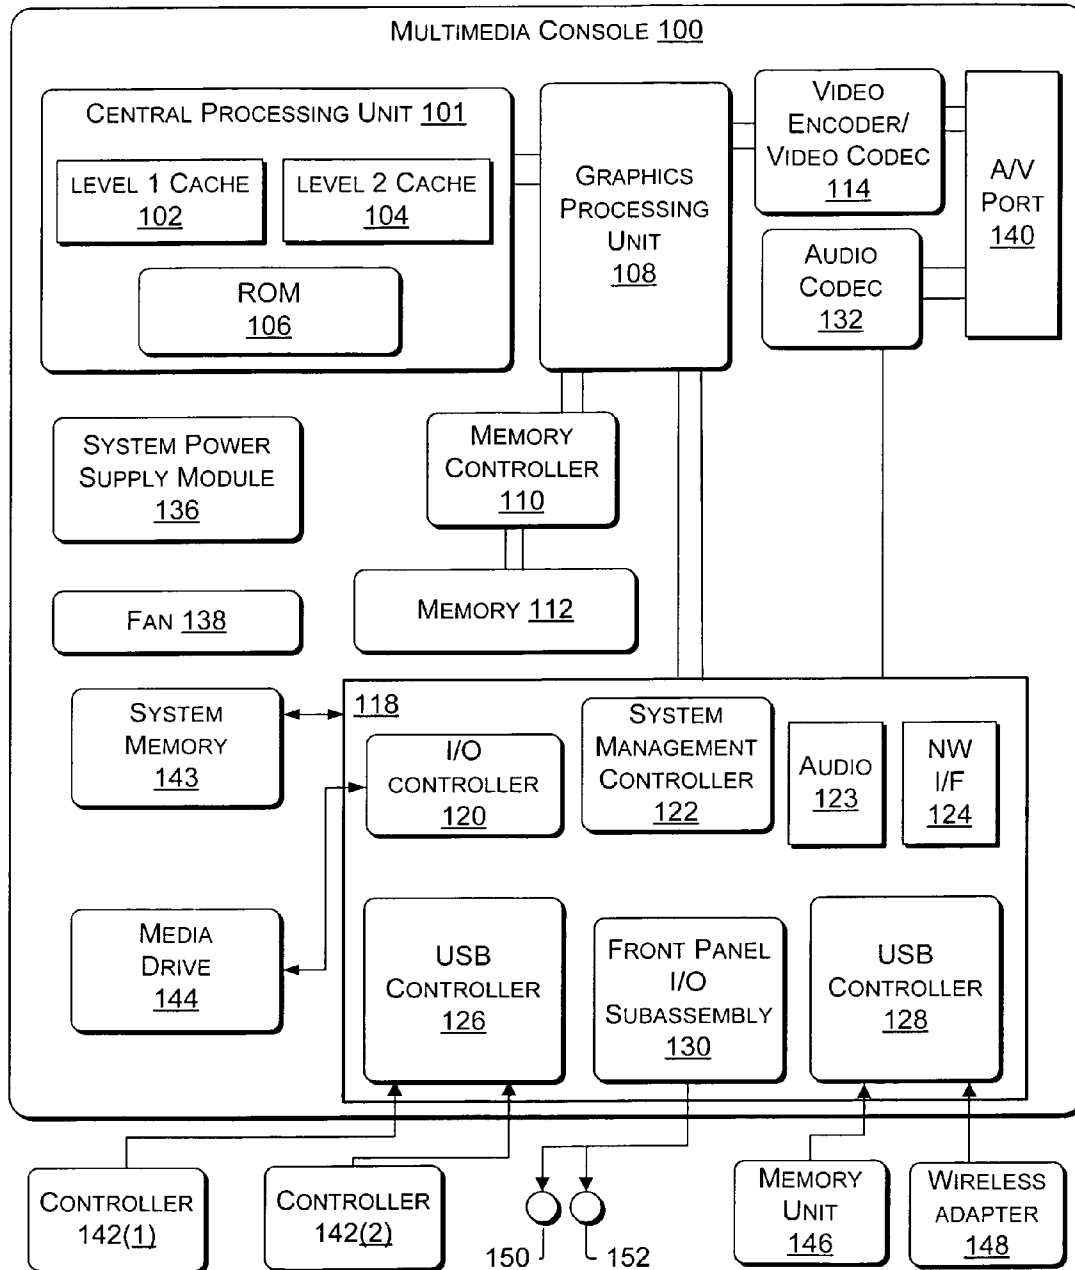 MULTIMEDIA CONSOLE 100
CENTRAL PROCESSING UNIT 101
LEVEL 1 CACHE
102
LEVEL 2 CACHE
104
ROM
106
GRAPHICS
PROCESSING
UNIT
108
VIDEO
ENCODER/
VIDEO CODEC
114
A/V
PORT
140
AUDIO
CODEC
132
SYSTEM POWER
SUPPLY MODULE
136
MEMORY
CONTROLLER
110
FAN 138
MEMORY 112
SYSTEM
MEMORY
143
118
I/O
CONTROLLER
120
SYSTEM
MANAGEMENT
CONTROLLER
122
AUDIO
123
NW
I/F
124
MEDIA
DRIVE
144
USB
CONTROLLER
126
FRONT PANEL
I/O
SUBASSEMBLY
130
USB
CONTROLLER
128
CONTROLLER
142(1)
CONTROLLER
142(2)
150
152
MEMORY
UNIT
146
WIRELESS
ADAPTER
148